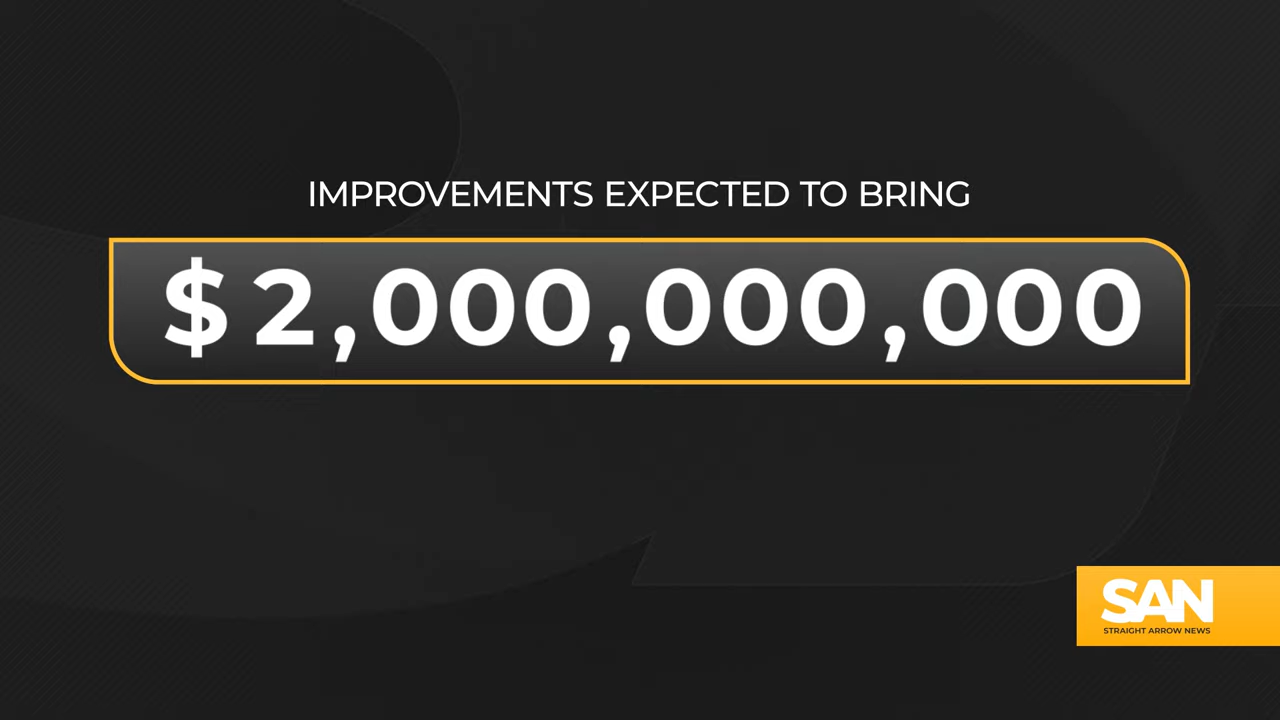 IMPROVEMENTS EXPECTED TO BRING
$2,000,000,000
SAN
STRAIGHT ARROW NEWS